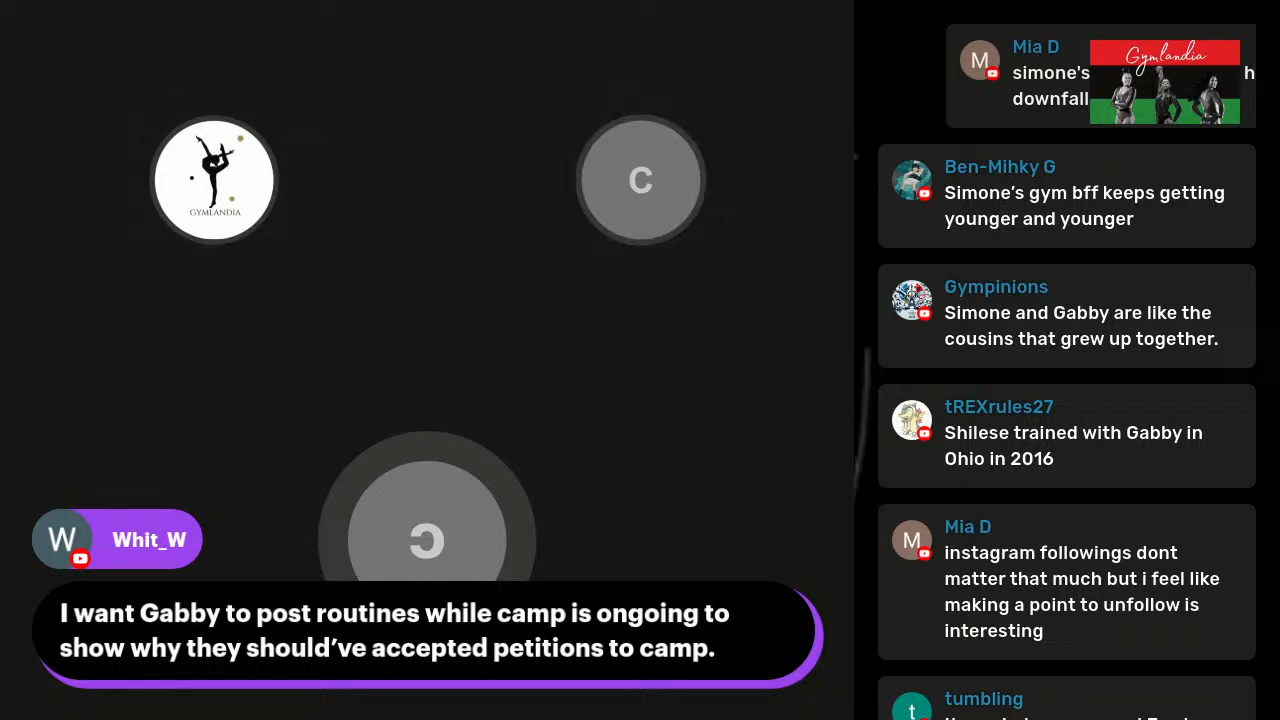 GYMLANDIA
C
C
W
Whit_W
I want Gabby to post routines while camp is ongoing to
show why they should’ve accepted petitions to camp.
M
Mia D
simone's
h
downfall
Gymlandia
Ben-Mihky G
Simone’s gym bff keeps getting
younger and younger
Gympinions
Simone and Gabby are like the
cousins that grew up together.
tREXrules27
Shilese trained with Gabby in
Ohio in 2016
M
Mia D
instagram followings dont
matter that much but i feel like
making a point to unfollow is
interesting
t
tumbling